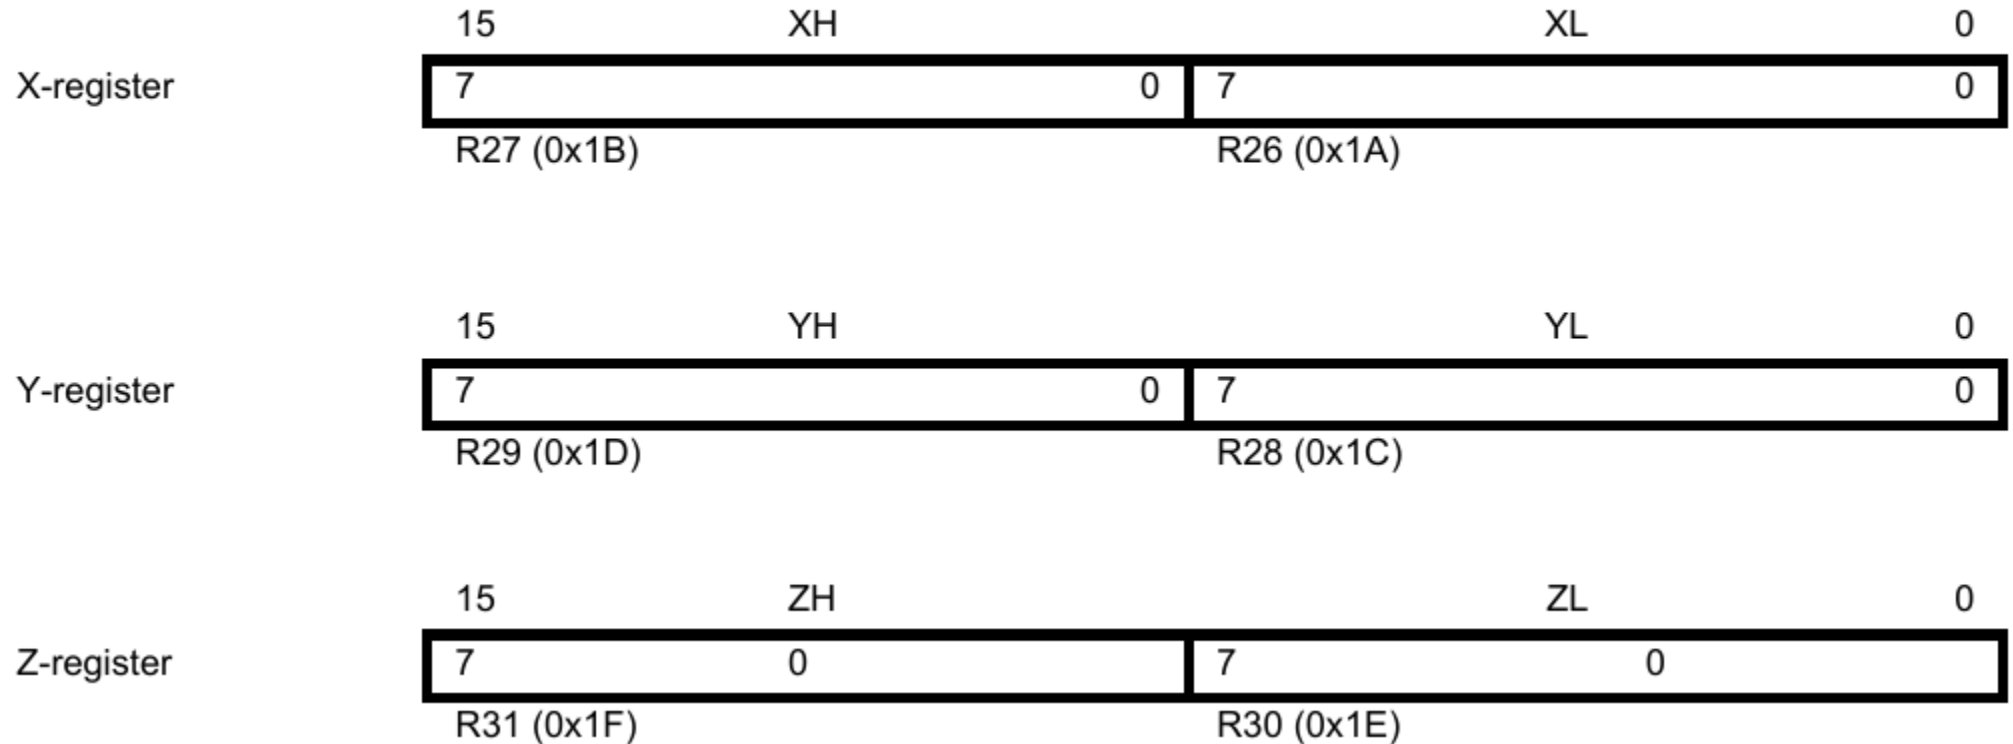 15 XH XL 0
X-register 7 0 7 0
R27 (0x1B) R26 (0x1A)
15 YH YL 0
Y-register 7 0 7 0
R29 (0x1D) R28 (0x1C)
15 ZH ZL 0
Z-register 7 0 7 0
R31 (0x1F) R30 (0x1E)